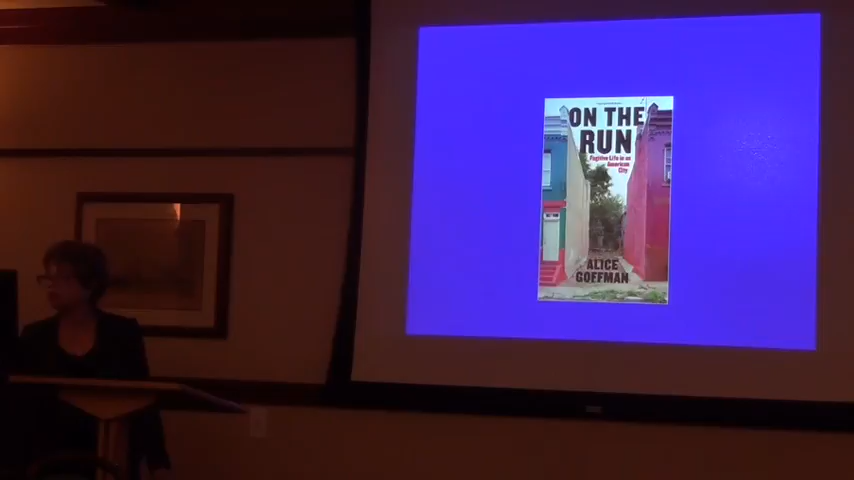 ON THE
RUN
Fugitive Life in an
American
City
ALICE
GOFFMAN